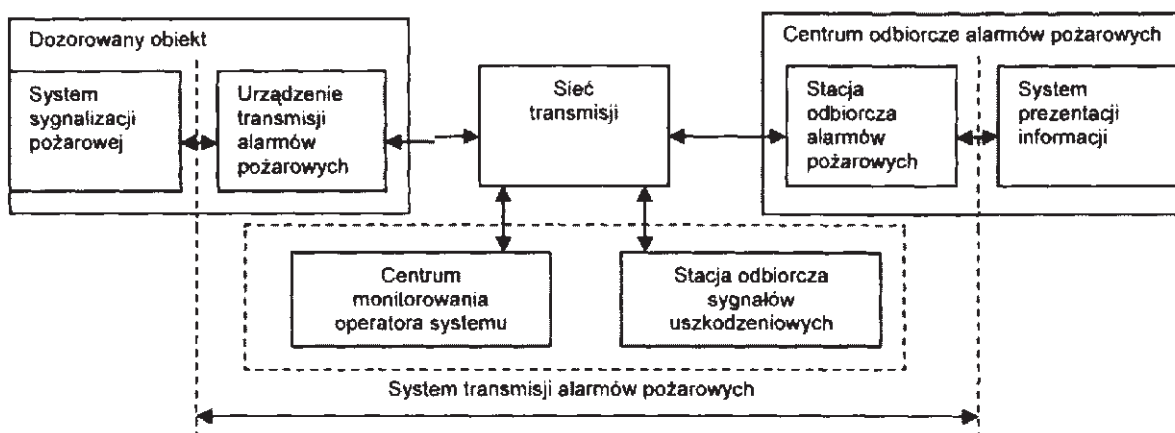 Dozorowany obiekt
System
sygnalizacji
pożarowej
Urządzenie
transmisji
alarmów
pożarowych
Sieć
transmisji
Centrum odbiorcze alarmów pożarowych
Stacja
odbiorcza
alarmów
pożarowych
System
prezentacji
informacji
Centrum
monitorowania
operatora systemu
Stacja odbiorcza
sygnałów
uszkodzeniowych
System transmisji alarmów pożarowych